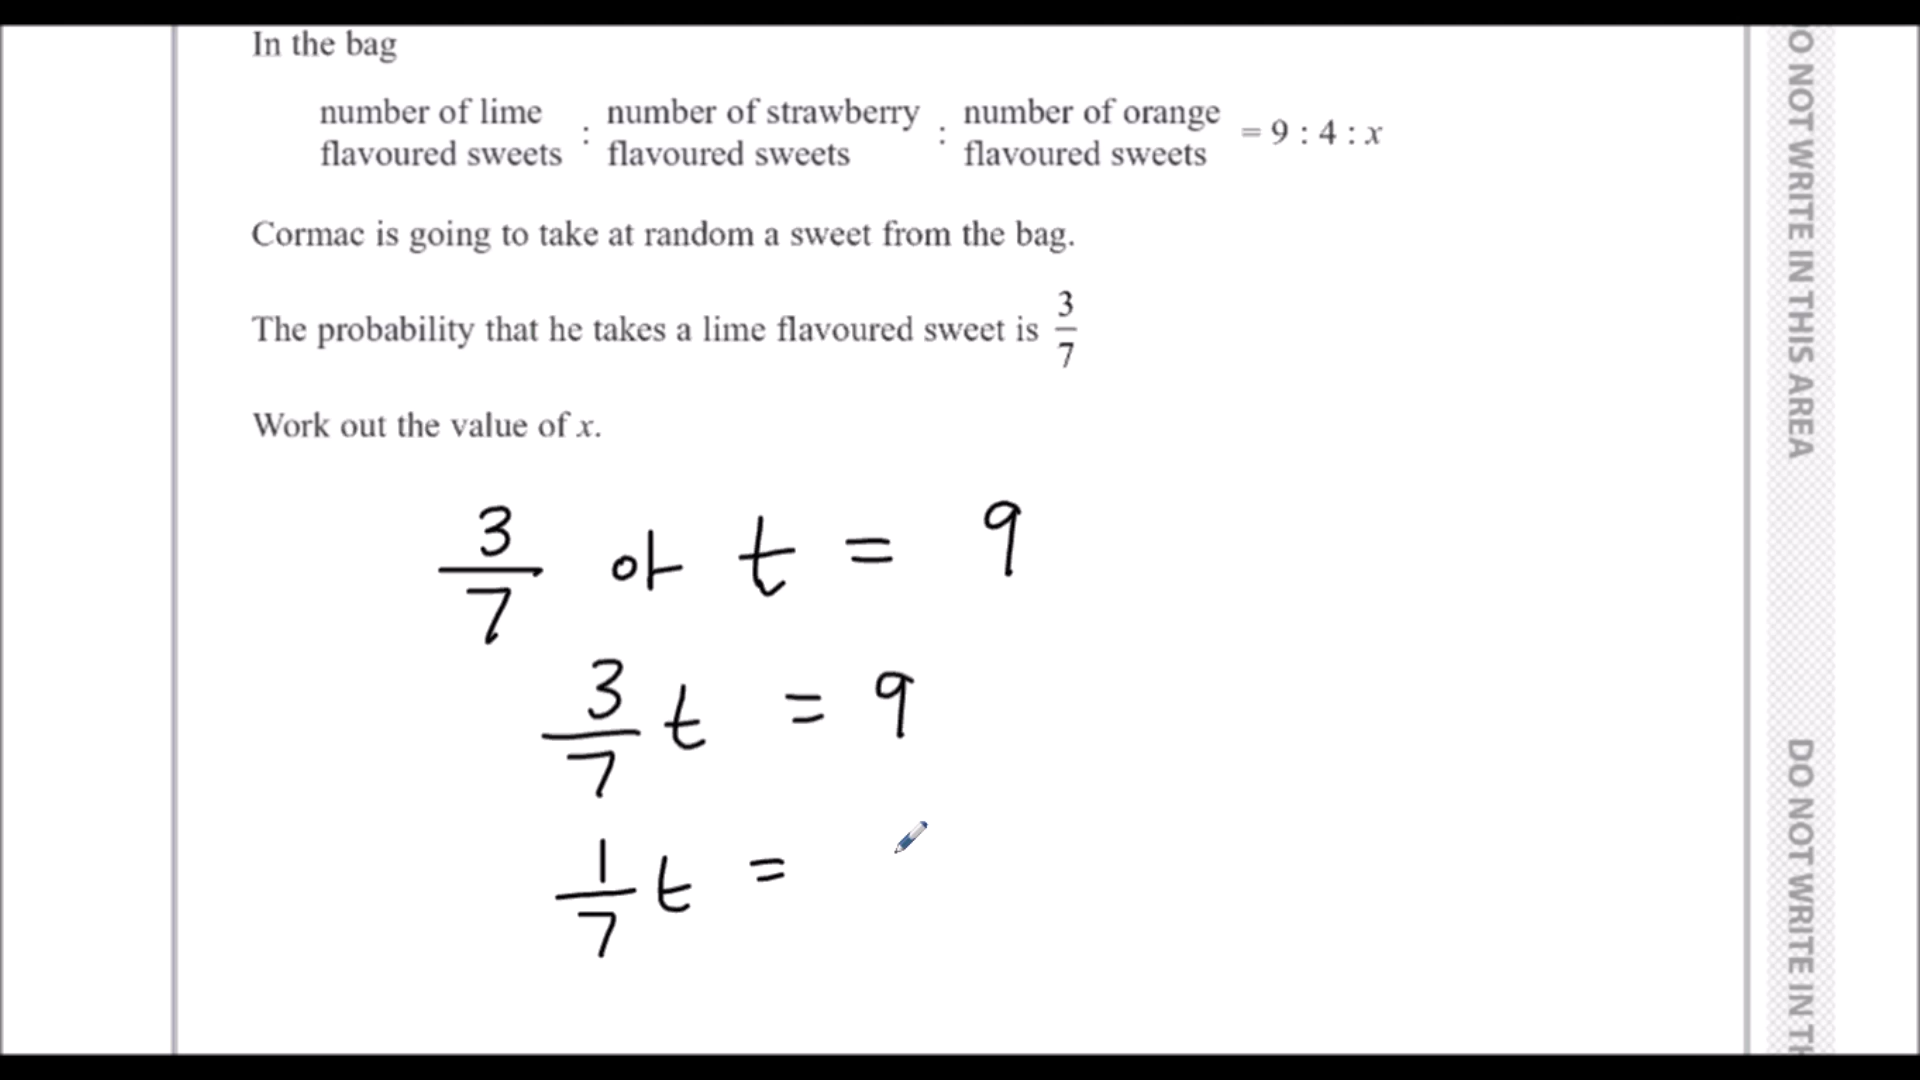 In the bag
number of lime flavoured sweets : number of strawberry flavoured sweets : number of orange flavoured sweets = 9 : 4 : x
Cormac is going to take at random a sweet from the bag.
The probability that he takes a lime flavoured sweet is 3/7
Work out the value of x.
3/7 of t = 9
3/7 t = 9
1/7 t =
O NOT WRITE IN THIS AREA
DO NOT WRITE IN TH